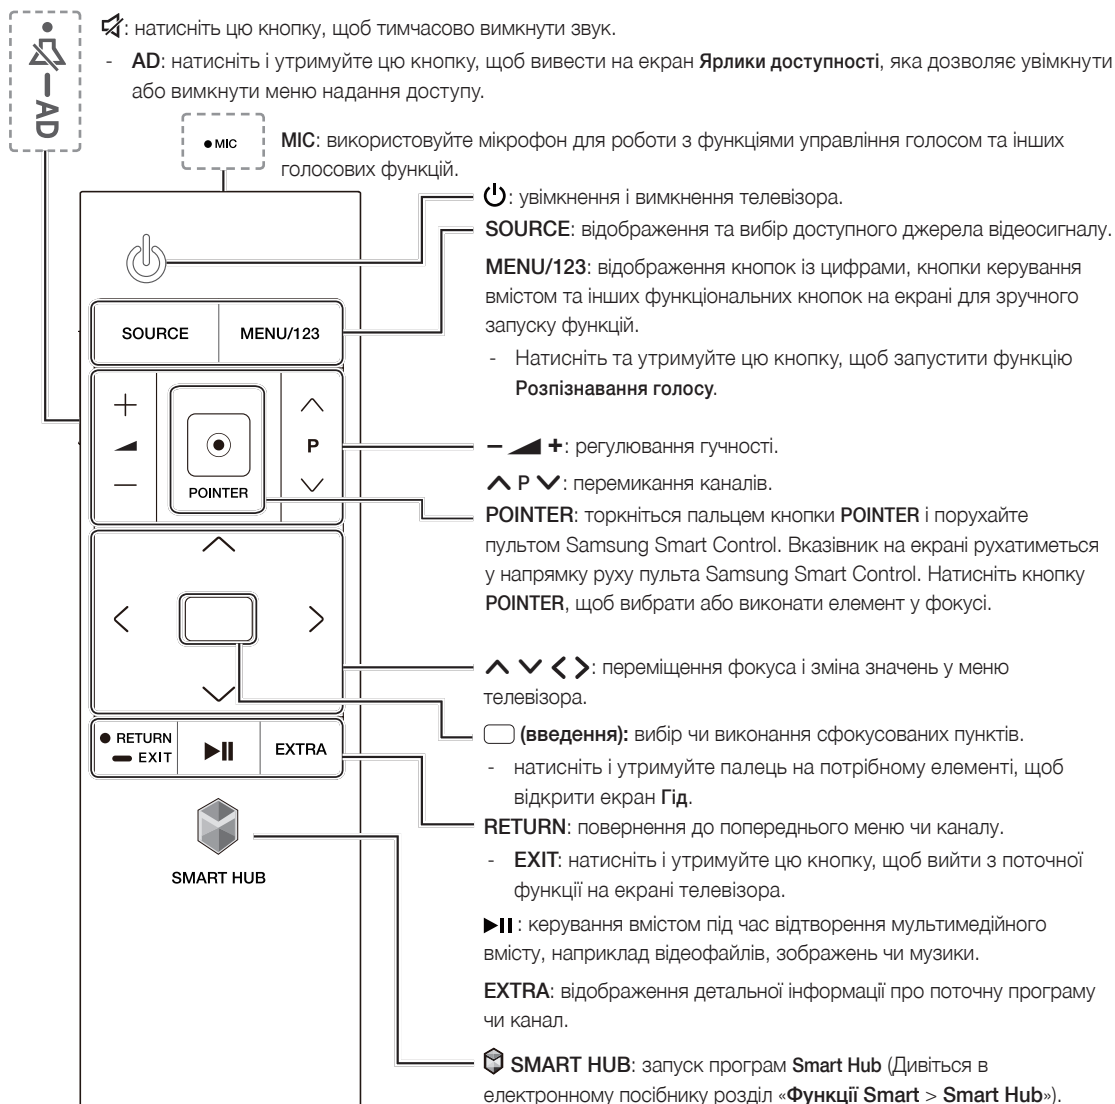 : натисніть цю кнопку, щоб тимчасово вимкнути звук.
- AD: натисніть і утримуйте цю кнопку, щоб вивести на екран Ярлики доступності, яка дозволяє увімкнути
або вимкнути меню надання доступу.
AD
MIC
MIC: використовуйте мікрофон для роботи з функціями управління голосом та інших
голосових функцій.
: увімкнення і вимкнення телевізора.
SOURCE: відображення та вибір доступного джерела відеосигналу.
MENU/123: відображення кнопок із цифрами, кнопки керування
вмістом та інших функціональних кнопок на екрані для зручного
запуску функцій.
- Натисніть та утримуйте цю кнопку, щоб запустити функцію
Розпізнавання голосу.
SOURCE
MENU/123
+
P
—
POINTER
− +: регулювання гучності.
P : перемикання каналів.
POINTER: торкніться пальцем кнопки POINTER і порухайте
пультом Samsung Smart Control. Вказівник на екрані рухатиметься
у напрямку руху пульта Samsung Smart Control. Натисніть кнопку
POINTER, щоб вибрати або виконати елемент у фокусі.
: переміщення фокуса і зміна значень у меню
телевізора.
(введення): вибір чи виконання сфокусованих пунктів.
- натисніть і утримуйте палець на потрібному елементі, щоб
відкрити екран Гід.
RETURN
EXIT
EXTRA
RETURN: повернення до попереднього меню чи каналу.
- EXIT: натисніть і утримуйте цю кнопку, щоб вийти з поточної
функції на екрані телевізора.
SMART HUB
: керування вмістом під час відтворення мультимедійного
вмісту, наприклад відеофайлів, зображень чи музики.
EXTRA: відображення детальної інформації про поточну програму
чи канал.
SMART HUB: запуск програм Smart Hub (Дивіться в
електронному посібнику розділ «Функції Smart > Smart Hub»).